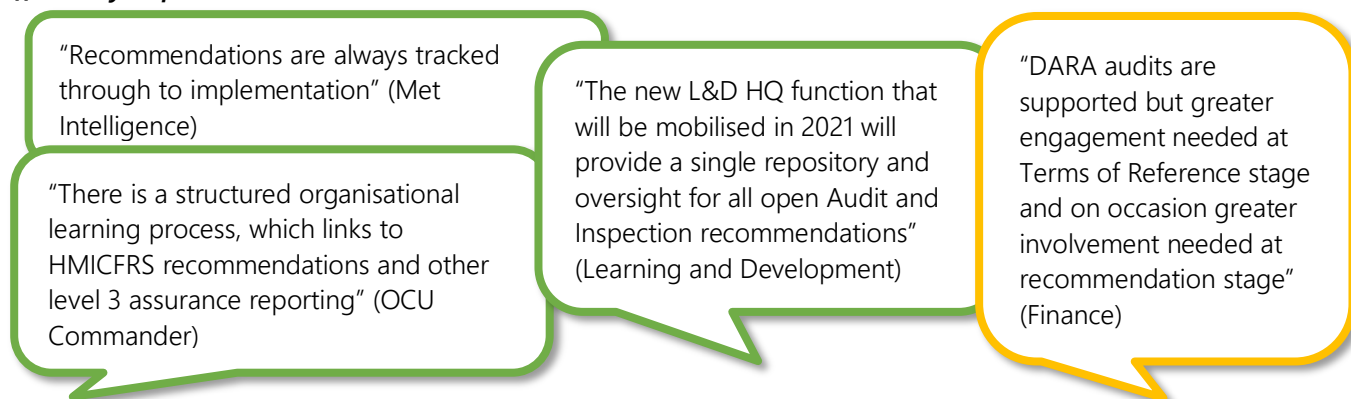 “Recommendations are always tracked
through to implementation” (Met
Intelligence)
“There is a structured organisational
learning process, which links to
HMICFRS recommendations and other
level 3 assurance reporting” (OCU
Commander)
“The new L&D HQ function that
will be mobilised in 2021 will
provide a single repository and
oversight for all open Audit and
Inspection recommendations”
(Learning and Development)
“DARA audits are
supported but greater
engagement needed at
Terms of Reference stage
and on occasion greater
involvement needed at
recommendation stage”
(Finance)